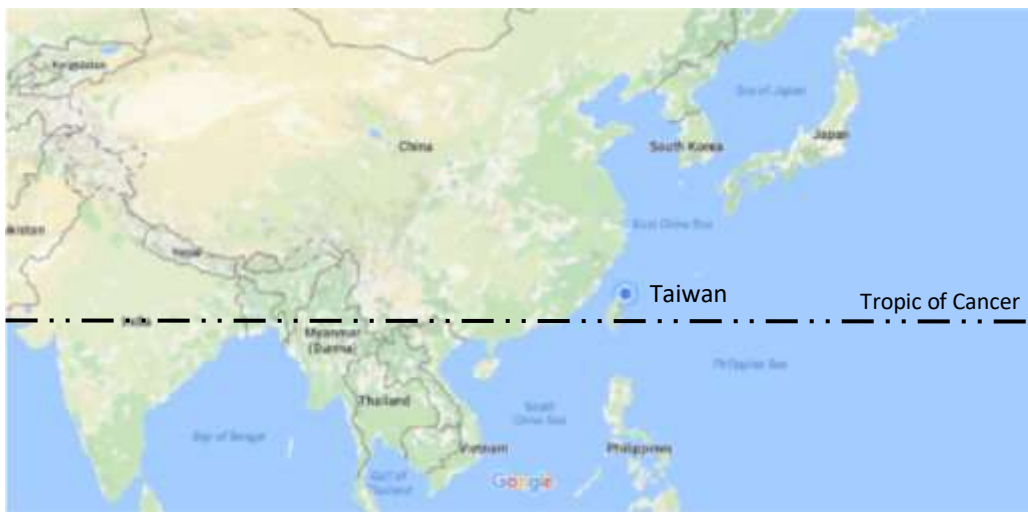 Kyrgyzstan
Sea of Japan
China
South Korea
Japan
kistan
East China Sea
Nepal
Taiwan
Tropic of Cancer
India
Myanmar
(Burma)
Philippine Sea
Thailand
South
China Sea
Bay of Bengal
Vietnam
Philippines
Gulf of
Thailand
Google